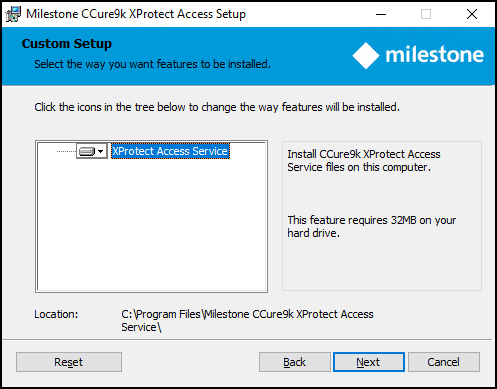 Milestone CCure9k XProtect Access Setup
Custom Setup
Select the way you want features to be installed.
milestone
Click the icons in the tree below to change the way features will be installed.
XProtect Access Service
Install CCure9k XProtect Access
Service files on this computer.
This feature requires 32MB on your
hard drive.
Location:
C:\Program Files\Milestone CCure9k XProtect Access
Service\
Reset
Back
Next
Cancel